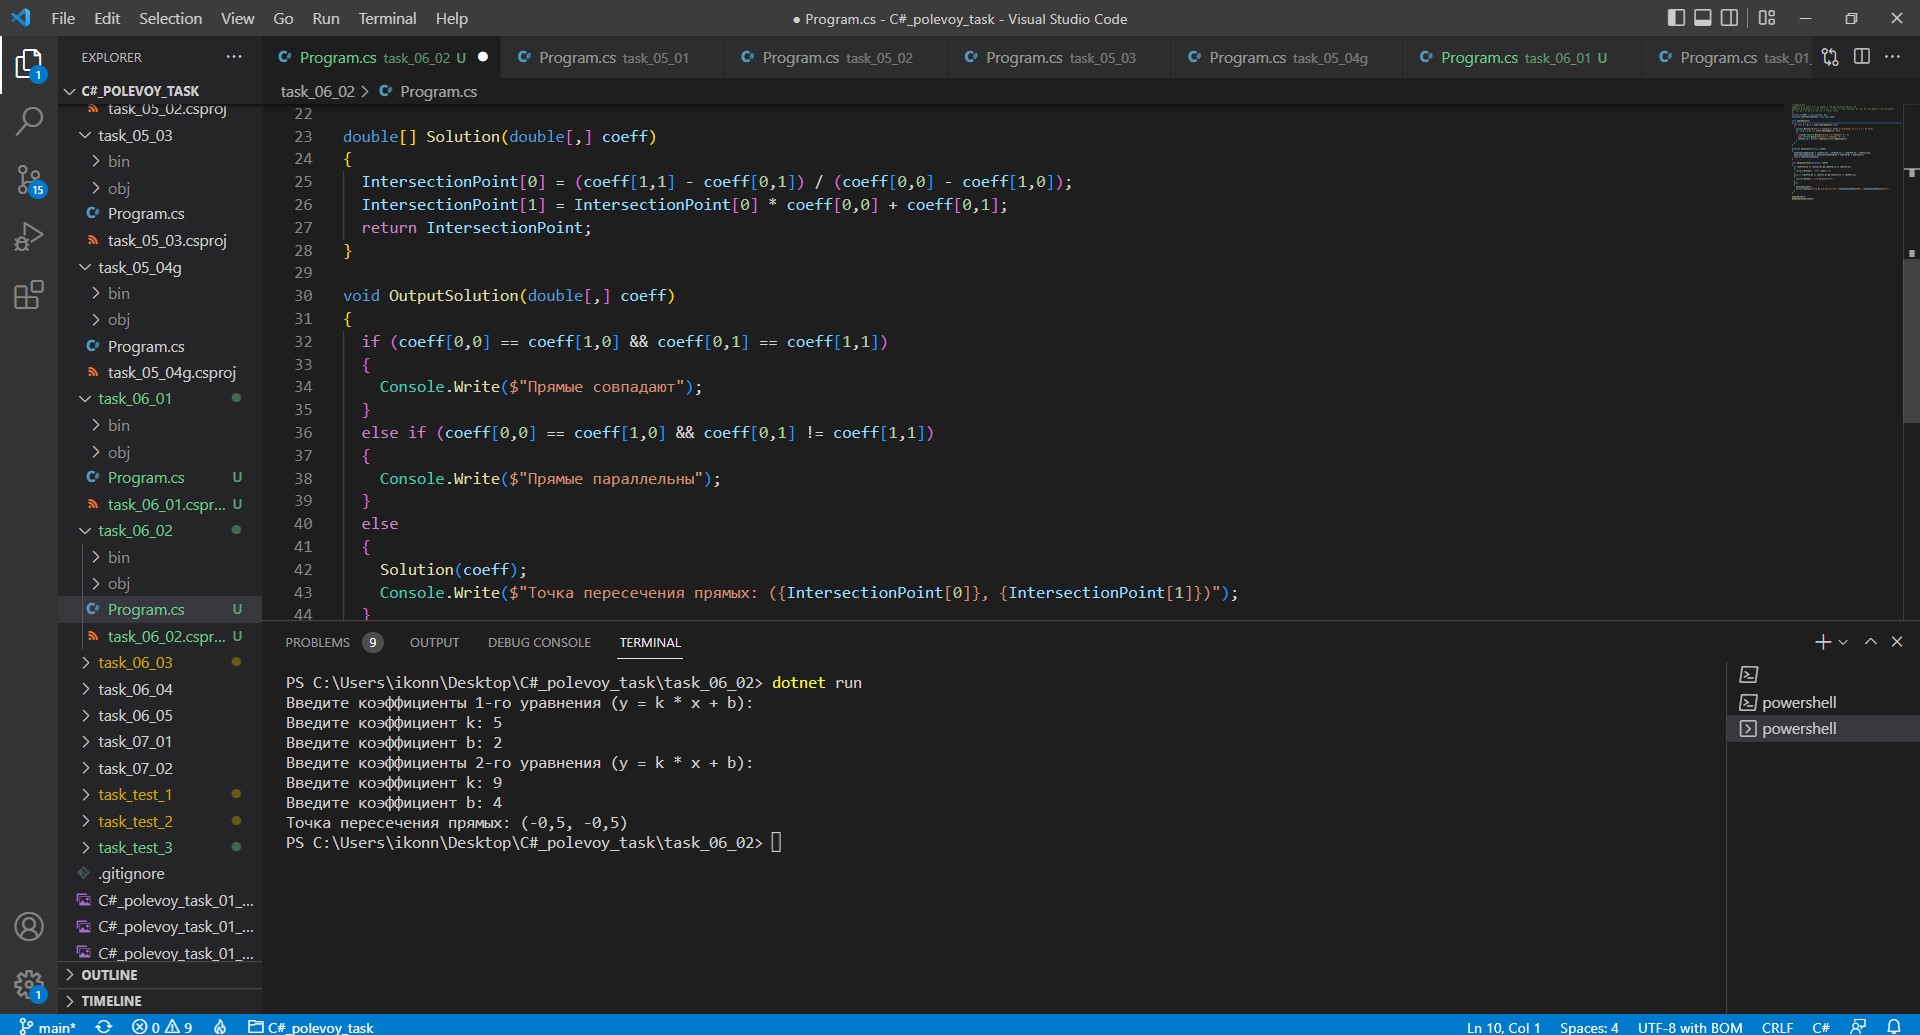 File Edit Selection View Go Run Terminal Help
● Program.cs - C#_polevoy_task - Visual Studio Code
EXPLORER
C#_POLEVOY_TASK
task_05_02.csproj
task_05_03
bin
obj
Program.cs
task_05_03.csproj
task_05_04g
bin
obj
Program.cs
task_05_04g.csproj
task_06_01
bin
obj
Program.cs U
task_06_01.cspr... U
task_06_02
bin
obj
Program.cs U
task_06_02.cspr... U
task_06_03
task_06_04
task_06_05
task_07_01
task_07_02
task_test_1
task_test_2
task_test_3
.gitignore
C#_polevoy_task_01_...
C#_polevoy_task_01_...
C#_polevoy_task_01_...
OUTLINE
TIMELINE
1
15
1
Program.cs task_06_02 U
Program.cs task_05_01
Program.cs task_05_02
Program.cs task_05_03
Program.cs task_05_04g
Program.cs task_06_01 U
Program.cs task_01_
task_06_02 > Program.cs
22
23 double[] Solution(double[,] coeff)
24 {
25 IntersectionPoint[0] = (coeff[1,1] - coeff[0,1]) / (coeff[0,0] - coeff[1,0]);
26 IntersectionPoint[1] = IntersectionPoint[0] * coeff[0,0] + coeff[0,1];
27 return IntersectionPoint;
28 }
29
30 void OutputSolution(double[,] coeff)
31 {
32 if (coeff[0,0] == coeff[1,0] && coeff[0,1] == coeff[1,1])
33 {
34 Console.Write($"Прямые совпадают");
35 }
36 else if (coeff[0,0] == coeff[1,0] && coeff[0,1] != coeff[1,1])
37 {
38 Console.Write($"Прямые параллельны");
39 }
40 else
41 {
42 Solution(coeff);
43 Console.Write($"Точка пересечения прямых: ({IntersectionPoint[0]}, {IntersectionPoint[1]})");
44 }
PROBLEMS 9 OUTPUT DEBUG CONSOLE TERMINAL
PS C:\Users\ikonn\Desktop\C#_polevoy_task\task_06_02> dotnet run
Введите коэффициенты 1-го уравнения (y = k * x + b):
Введите коэффициент k: 5
Введите коэффициент b: 2
Введите коэффициенты 2-го уравнения (y = k * x + b):
Введите коэффициент k: 9
Введите коэффициент b: 4
Точка пересечения прямых: (-0,5, -0,5)
PS C:\Users\ikonn\Desktop\C#_polevoy_task\task_06_02>
powershell
powershell
main* 0 9 C#_polevoy_task
Ln 10, Col 1 Spaces: 4 UTF-8 with BOM CRLF C#